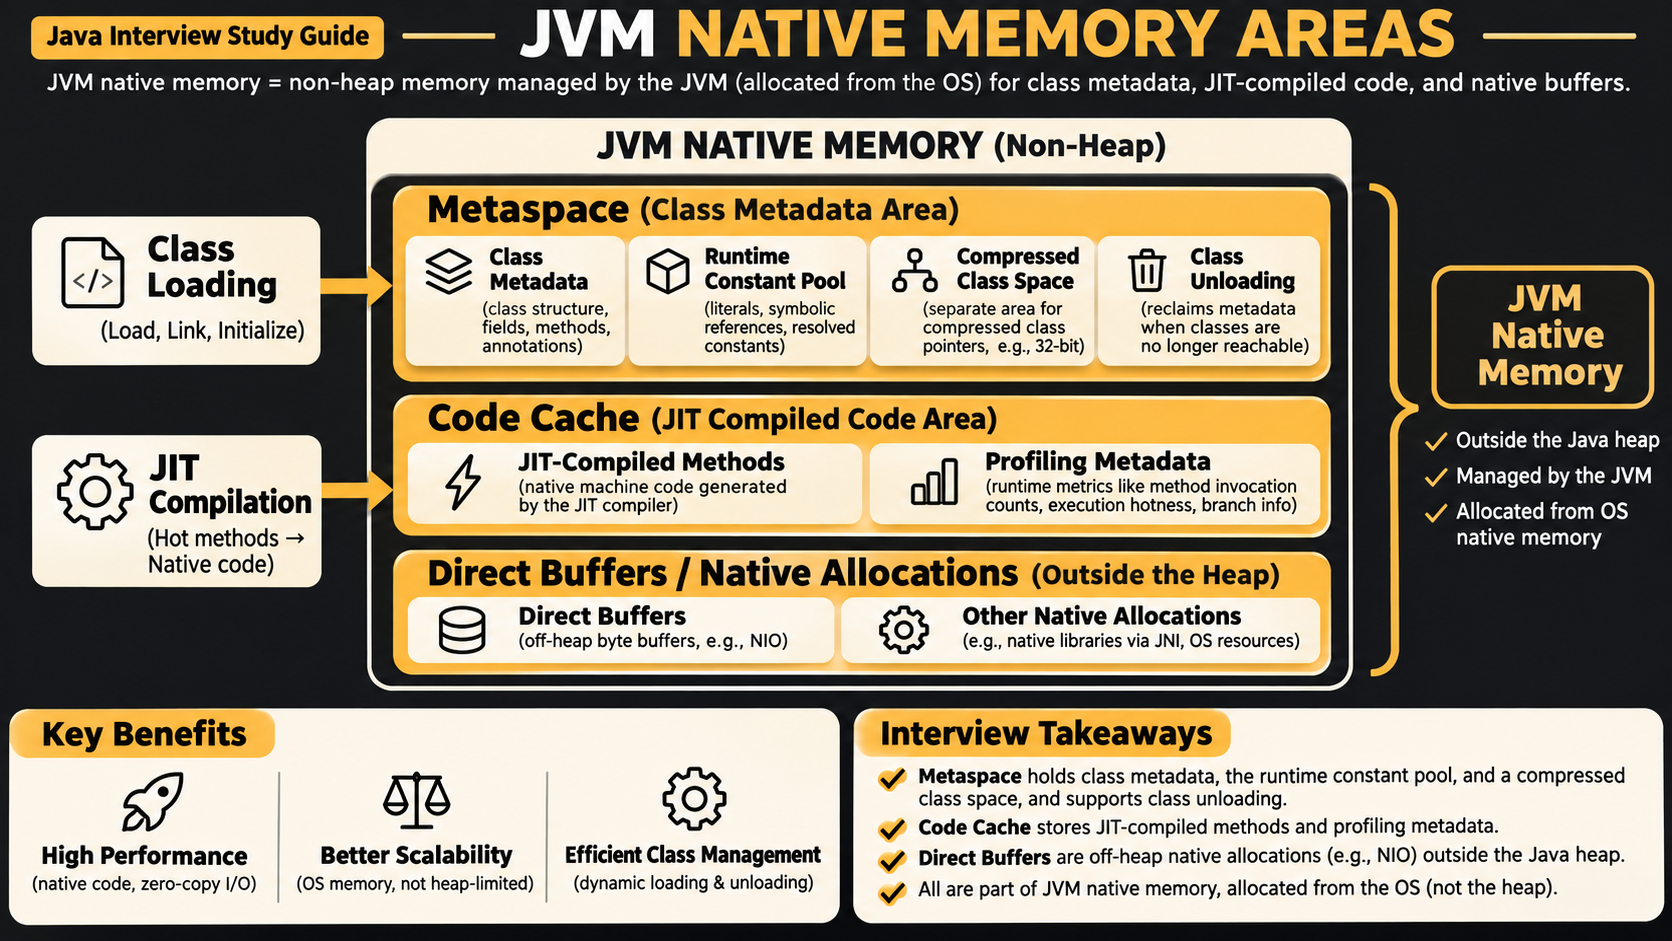 Java Interview Study Guide
JVM NATIVE MEMORY AREAS
JVM native memory = non-heap memory managed by the JVM (allocated from the OS) for class metadata, JIT-compiled code, and native buffers.
JVM NATIVE MEMORY (Non-Heap)
</>
Class
Loading
(Load, Link, Initialize)
JIT
Compilation
(Hot methods →
Native code)
Metaspace (Class Metadata Area)
Class
Metadata
(class structure,
fields, methods,
annotations)
Runtime
Constant Pool
(literals, symbolic
references, resolved
constants)
Compressed
Class Space
(separate area for
compressed class
pointers, e.g., 32-bit)
Class
Unloading
(reclaims metadata
when classes are
no longer reachable)
Code Cache (JIT Compiled Code Area)
JIT-Compiled Methods
(native machine code generated
by the JIT compiler)
Profiling Metadata
(runtime metrics like method invocation
counts, execution hotness, branch info)
Direct Buffers / Native Allocations (Outside the Heap)
Direct Buffers
(off-heap byte buffers, e.g., NIO)
Other Native Allocations
(e.g., native libraries via JNI, OS resources)
JVM
Native
Memory
Outside the Java heap
Managed by the JVM
Allocated from OS
native memory
Key Benefits
High Performance
(native code, zero-copy I/O)
Better Scalability
(OS memory, not heap-limited)
Efficient Class Management
(dynamic loading & unloading)
Interview Takeaways
Metaspace holds class metadata, the runtime constant pool, and a compressed
class space, and supports class unloading.
Code Cache stores JIT-compiled methods and profiling metadata.
Direct Buffers are off-heap native allocations (e.g., NIO) outside the Java heap.
All are part of JVM native memory, allocated from the OS (not the heap).